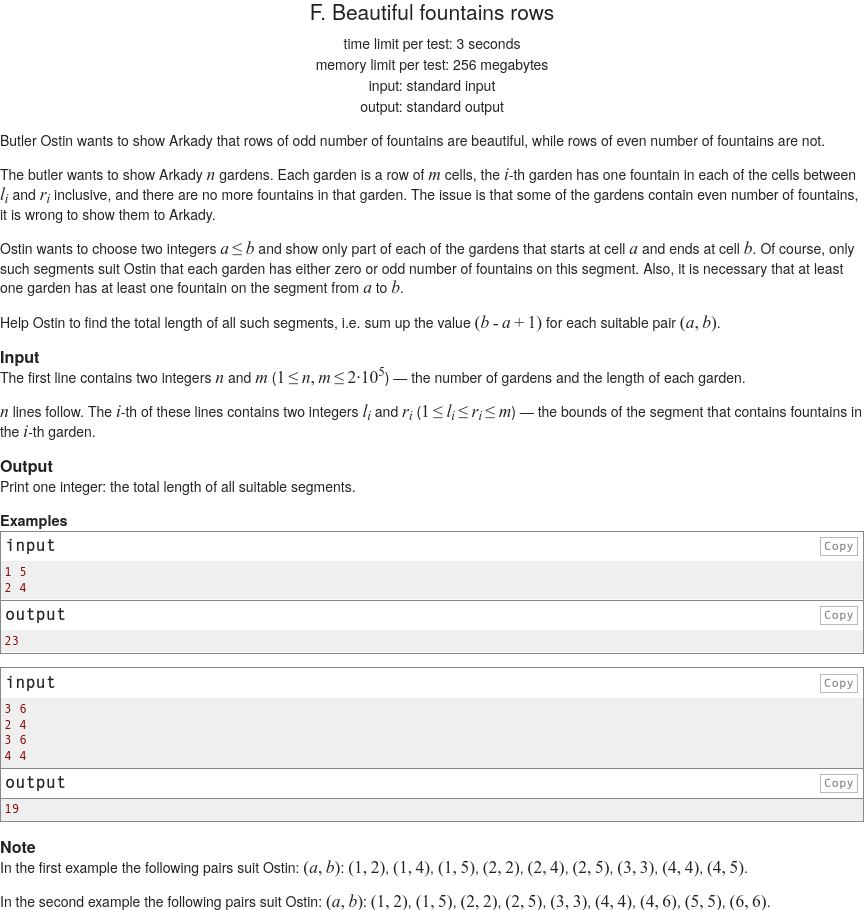 F. Beautiful fountains rows
time limit per test: 3 seconds
memory limit per test: 256 megabytes
input: standard input
output: standard output
Butler Ostin wants to show Arkady that rows of odd number of fountains are beautiful, while rows of even number of fountains are not.
The butler wants to show Arkady n gardens. Each garden is a row of m cells, the i-th garden has one fountain in each of the cells between
l_i and r_i inclusive, and there are no more fountains in that garden. The issue is that some of the gardens contain even number of fountains,
it is wrong to show them to Arkady.
Ostin wants to choose two integers a ≤ b and show only part of each of the gardens that starts at cell a and ends at cell b. Of course, only
such segments suit Ostin that each garden has either zero or odd number of fountains on this segment. Also, it is necessary that at least
one garden has at least one fountain on the segment from a to b.
Help Ostin to find the total length of all such segments, i.e. sum up the value (b - a + 1) for each suitable pair (a, b).
Input
The first line contains two integers n and m (1 ≤ n, m ≤ 2·10^5) — the number of gardens and the length of each garden.
n lines follow. The i-th of these lines contains two integers l_i and r_i (1 ≤ l_i ≤ r_i ≤ m) — the bounds of the segment that contains fountains in
the i-th garden.
Output
Print one integer: the total length of all suitable segments.
Examples
input Copy
1 5
2 4
output Copy
23
input Copy
3 6
2 4
3 6
4 4
output Copy
19
Note
In the first example the following pairs suit Ostin: (a, b): (1, 2), (1, 4), (1, 5), (2, 2), (2, 4), (2, 5), (3, 3), (4, 4), (4, 5).
In the second example the following pairs suit Ostin: (a, b): (1, 2), (1, 5), (2, 2), (2, 5), (3, 3), (4, 4), (4, 6), (5, 5), (6, 6).